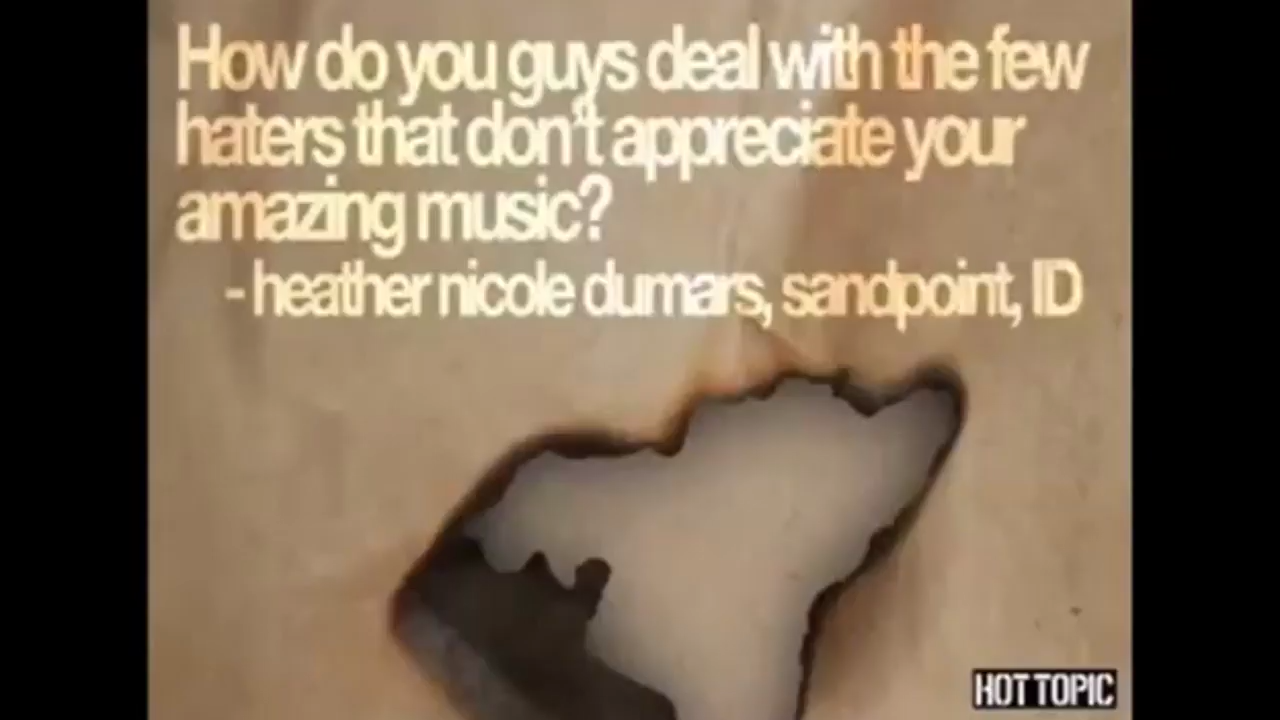 How do you guys deal with the few
haters that don't appreciate your
amazing music?
- heather nicole dumars, sandpoint, ID
HOT TOPIC